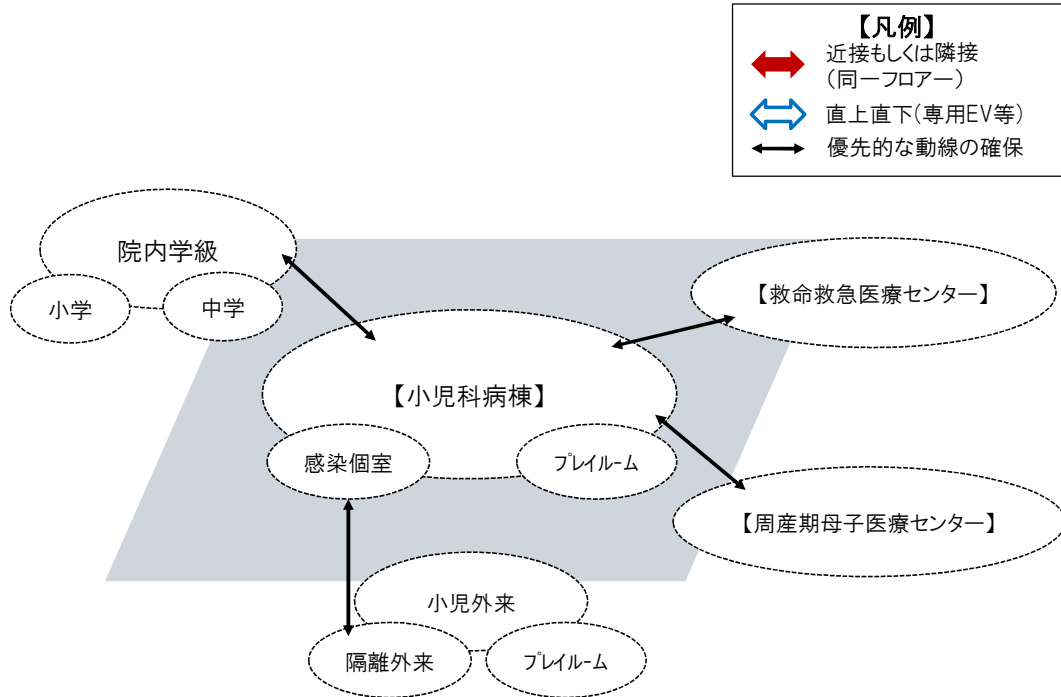 【凡例】
近接もしくは隣接
(同一フロアー)
直上直下(専用EV等)
優先的な動線の確保
院内学級
小学
中学
【救命救急医療センター】
【小児科病棟】
感染個室
プレイルーム
【周産期母子医療センター】
小児外来
隔離外来
プレイルーム